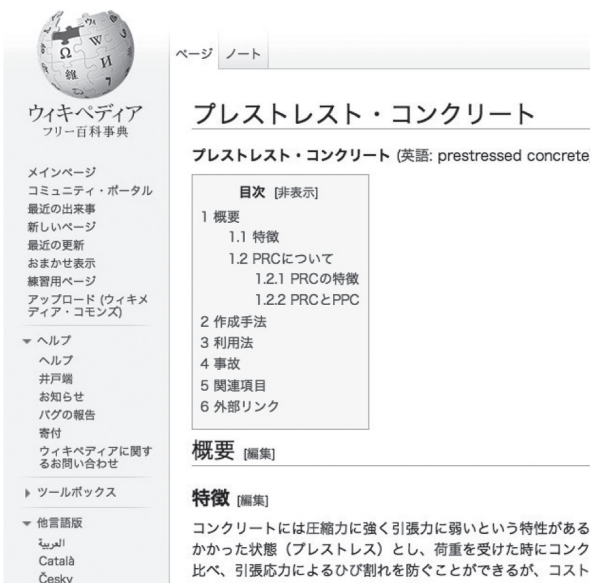 Ω
W
И
維
7
ウィキペディア
フリー百科事典
メインページ
コミュニティ・ポータル
最近の出来事
新しいページ
最近の更新
おまかせ表示
練習用ページ
アップロード (ウィキメ
ディア・コモンズ)
ヘルプ
ヘルプ
井戸端
お知らせ
バグの報告
寄付
ウィキペディアに関す
るお問い合わせ
ツールボックス
他言語版
العربية
Català
Česky
ページ ノート
プレストレスト・コンクリート
プレストレスト・コンクリート (英語: prestressed concrete
目次 [非表示]
1 概要
1.1 特徴
1.2 PRCについて
1.2.1 PRCの特徴
1.2.2 PRCとPPC
2 作成手法
3 利用法
4 事故
5 関連項目
6 外部リンク
概要 [編集]
特徴 [編集]
コンクリートには圧縮力に強く引張力に弱いという特性がある
かかった状態（プレストレス）とし、荷重を受けた時にコンク
比べ、引張応力によるひび割れを防ぐことができるが、コスト